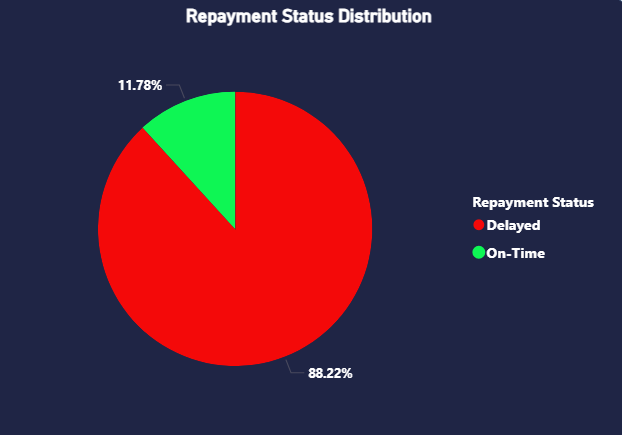 Repayment Status Distribution
11.78%
88.22%
Repayment Status
Delayed
On-Time